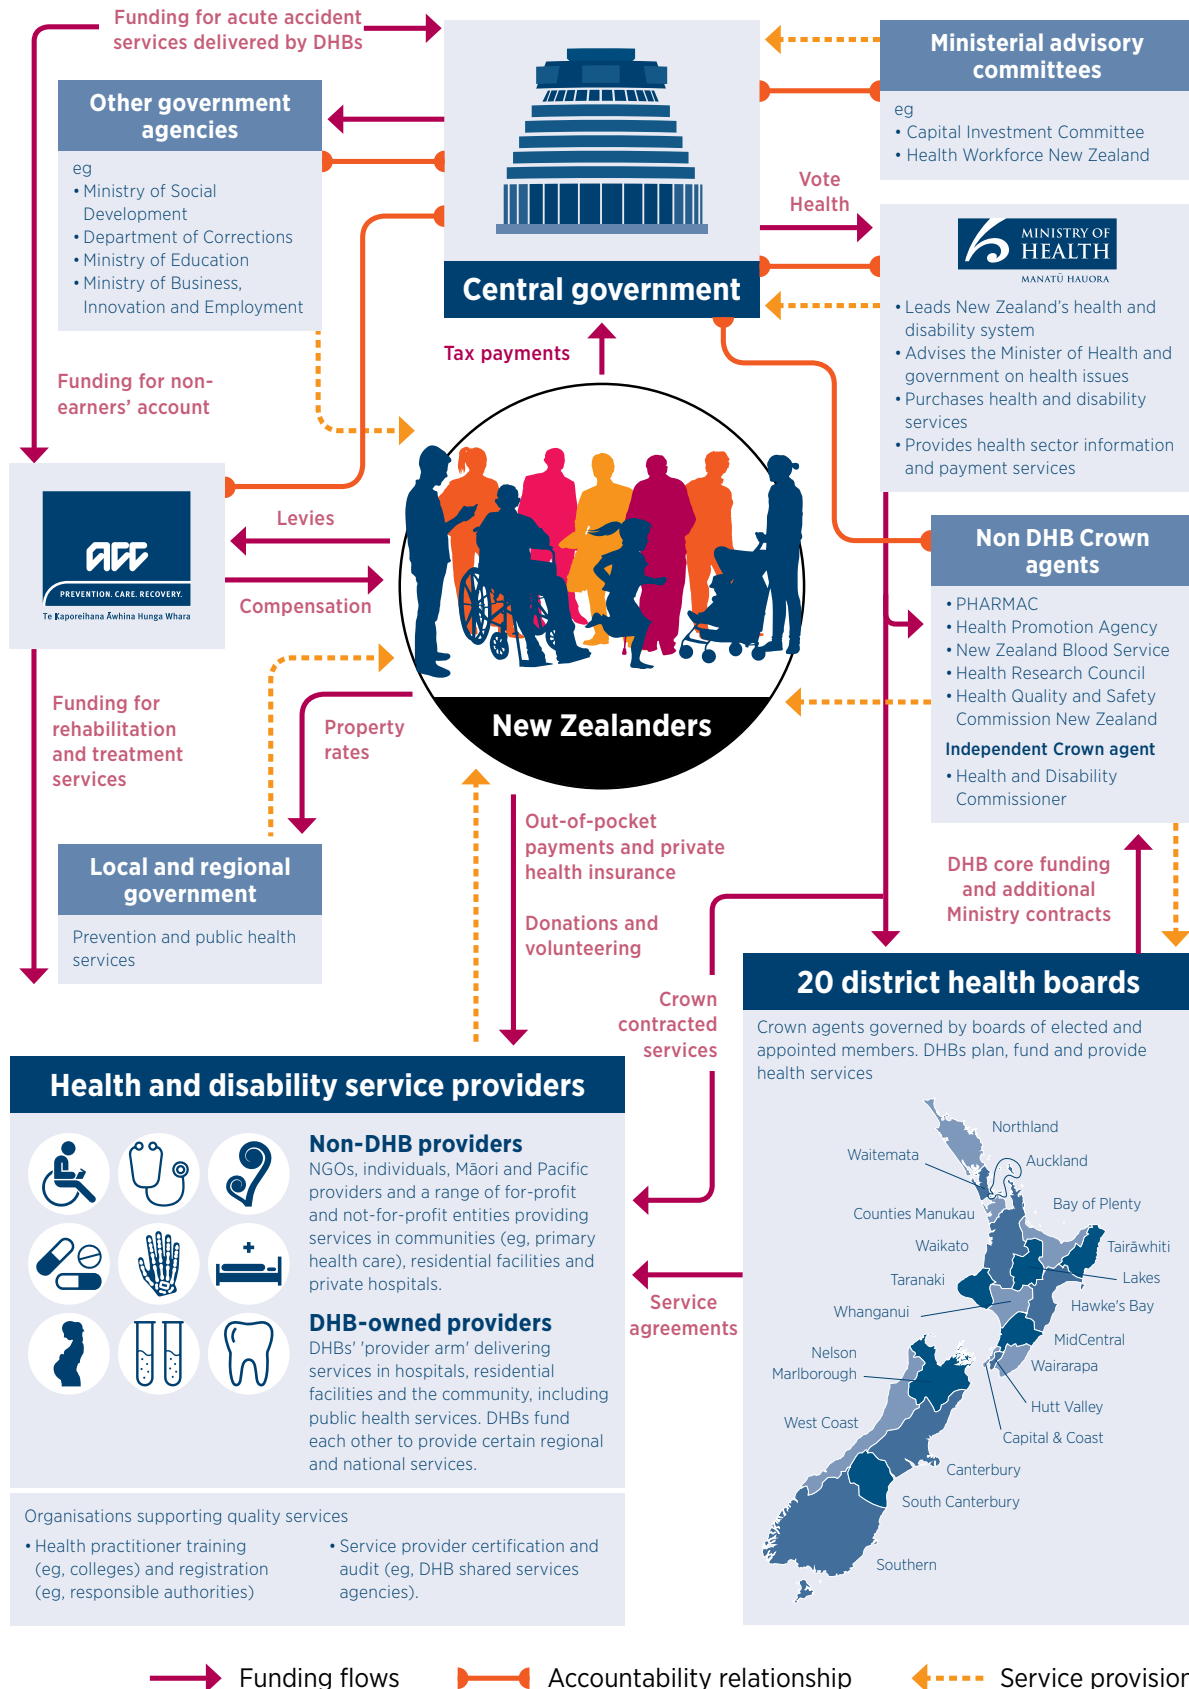 Funding for acute accident
services delivered by DHBs
Other government
agencies
eg
• Ministry of Social
Development
• Department of Corrections
• Ministry of Education
• Ministry of Business,
Innovation and Employment
Central government
Ministerial advisory
committees
eg
• Capital Investment Committee
• Health Workforce New Zealand
Vote
Health
MINISTRY OF
HEALTH
MANATŪ HAUORA
• Leads New Zealand's health and
disability system
• Advises the Minister of Health and
government on health issues
• Purchases health and disability
services
• Provides health sector information
and payment services
Tax payments
Funding for non-
earners' account
acc
PREVENTION. CARE. RECOVERY.
Te Kaporeihana Āwhina Hunga Whara
Levies
Compensation
New Zealanders
Non DHB Crown
agents
• PHARMAC
• Health Promotion Agency
• New Zealand Blood Service
• Health Research Council
• Health Quality and Safety
Commission New Zealand
Independent Crown agent
• Health and Disability
Commissioner
Funding for
rehabilitation
and treatment
services
Property
rates
Local and regional
government
Prevention and public health
services
Out-of-pocket
payments and private
health insurance
Donations and
volunteering
DHB core funding
and additional
Ministry contracts
Crown
contracted
services
20 district health boards
Crown agents governed by boards of elected and
appointed members. DHBs plan, fund and provide
health services
Northland
Waitemata
Auckland
Bay of Plenty
Counties Manukau
Waikato
Tairāwhiti
Taranaki
Lakes
Whanganui
Hawke's Bay
MidCentral
Nelson
Marlborough
Wairarapa
Hutt Valley
West Coast
Capital & Coast
Canterbury
South Canterbury
Southern
Health and disability service providers
Non-DHB providers
NGOs, individuals, Māori and Pacific
providers and a range of for-profit
and not-for-profit entities providing
services in communities (eg, primary
health care), residential facilities and
private hospitals.
DHB-owned providers
DHBs' 'provider arm' delivering
services in hospitals, residential
facilities and the community, including
public health services. DHBs fund
each other to provide certain regional
and national services.
Service
agreements
Organisations supporting quality services
• Health practitioner training
(eg, colleges) and registration
(eg, responsible authorities)
• Service provider certification and
audit (eg, DHB shared services
agencies).
Funding flows
Accountability relationship
Service provision